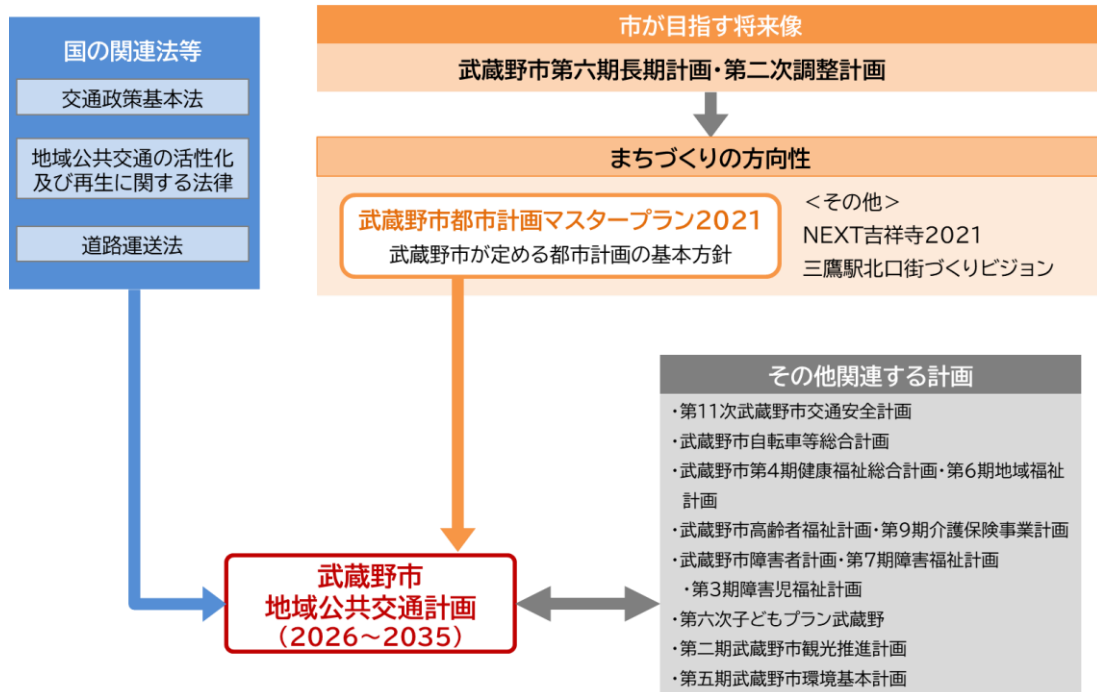 国の関連法等
交通政策基本法
地域公共交通の活性化
及び再生に関する法律
道路運送法
市が目指す将来像
武蔵野市第六期長期計画・第二次調整計画
まちづくりの方向性
武蔵野市都市計画マスタープラン2021
武蔵野市が定める都市計画の基本方針
＜その他＞
NEXT吉祥寺2021
三鷹駅北口街づくりビジョン
その他関連する計画
・第11次武蔵野市交通安全計画
・武蔵野市自転車等総合計画
・武蔵野市第4期健康福祉総合計画・第6期地域福祉
計画
・武蔵野市高齢者福祉計画・第9期介護保険事業計画
・武蔵野市障害者計画・第7期障害福祉計画
・第3期障害児福祉計画
・第六次子どもプラン武蔵野
・第二期武蔵野市観光推進計画
・第五期武蔵野市環境基本計画
武蔵野市
地域公共交通計画
（2026～2035）